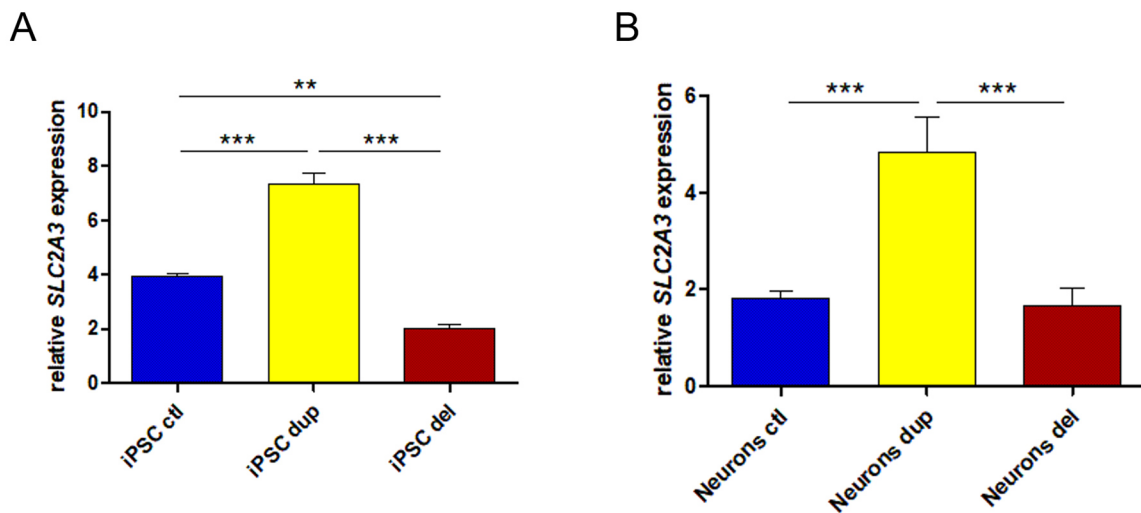 A
relative SLC2A3 expression
10
8
6
4
2
0
**
***
***
iPSC ctl
iPSC dup
iPSC del
B
relative SLC2A3 expression
6
4
2
0
***
***
Neurons ctl
Neurons dup
Neurons del